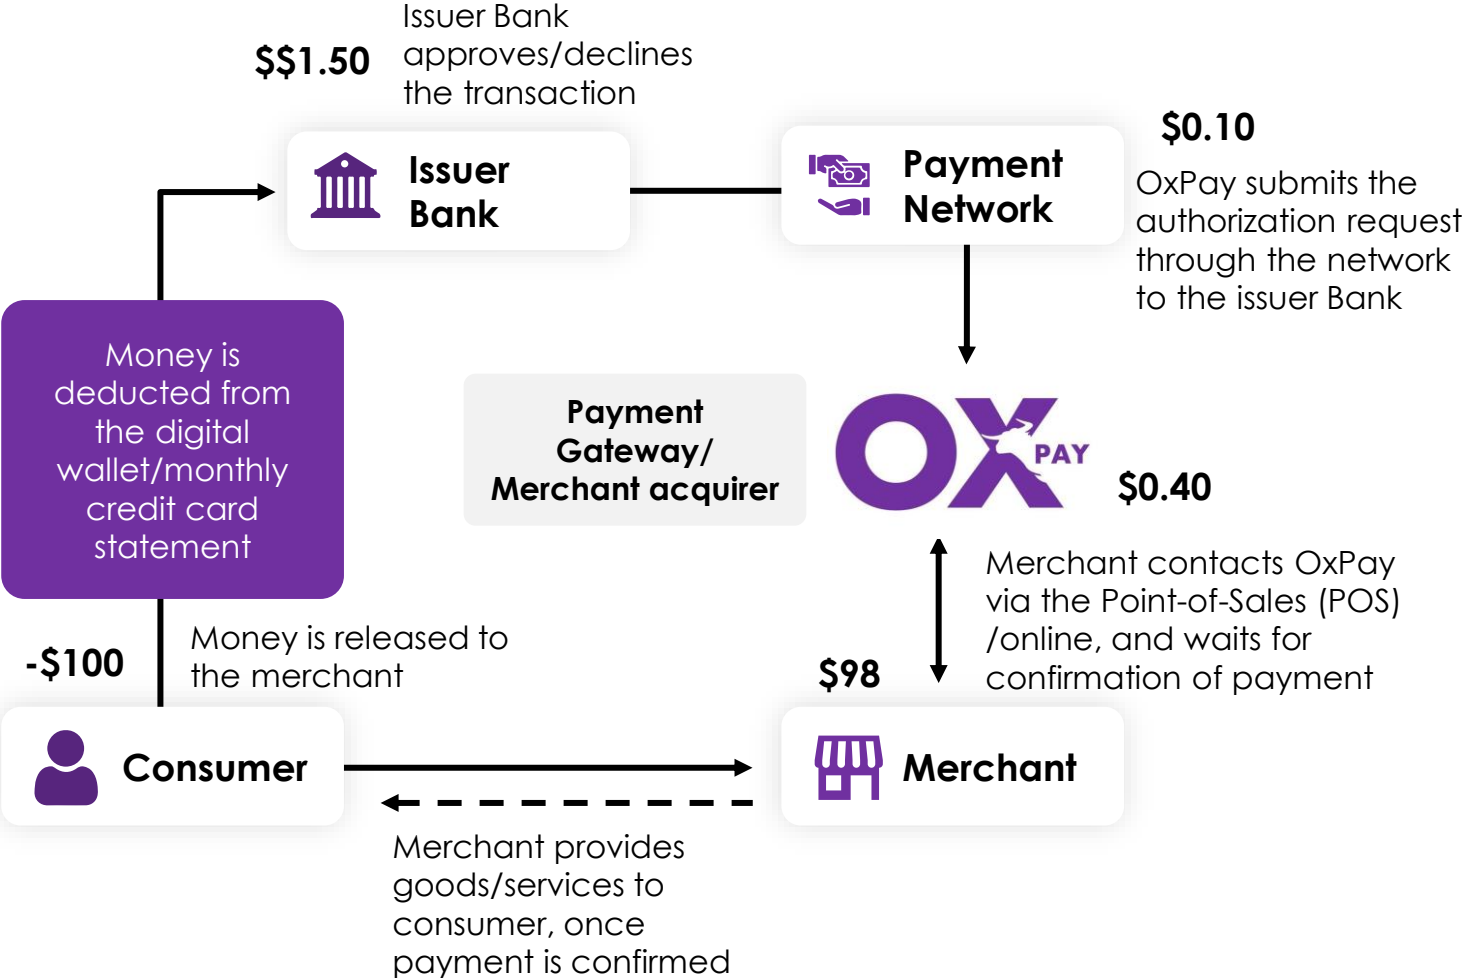 Issuer Bank
approves/declines
the transaction
$$1.50
Issuer
Bank
Payment
Network
$0.10
OxPay submits the
authorization request
through the network
to the issuer Bank
Money is
deducted from
the digital
wallet/monthly
credit card
statement
Payment
Gateway/
Merchant acquirer
OX
PAY
$0.40
Merchant contacts OxPay
via the Point-of-Sales (POS)
/online, and waits for
confirmation of payment
-$100
Money is released to
the merchant
$98
Consumer
Merchant
Merchant provides
goods/services to
consumer, once
payment is confirmed